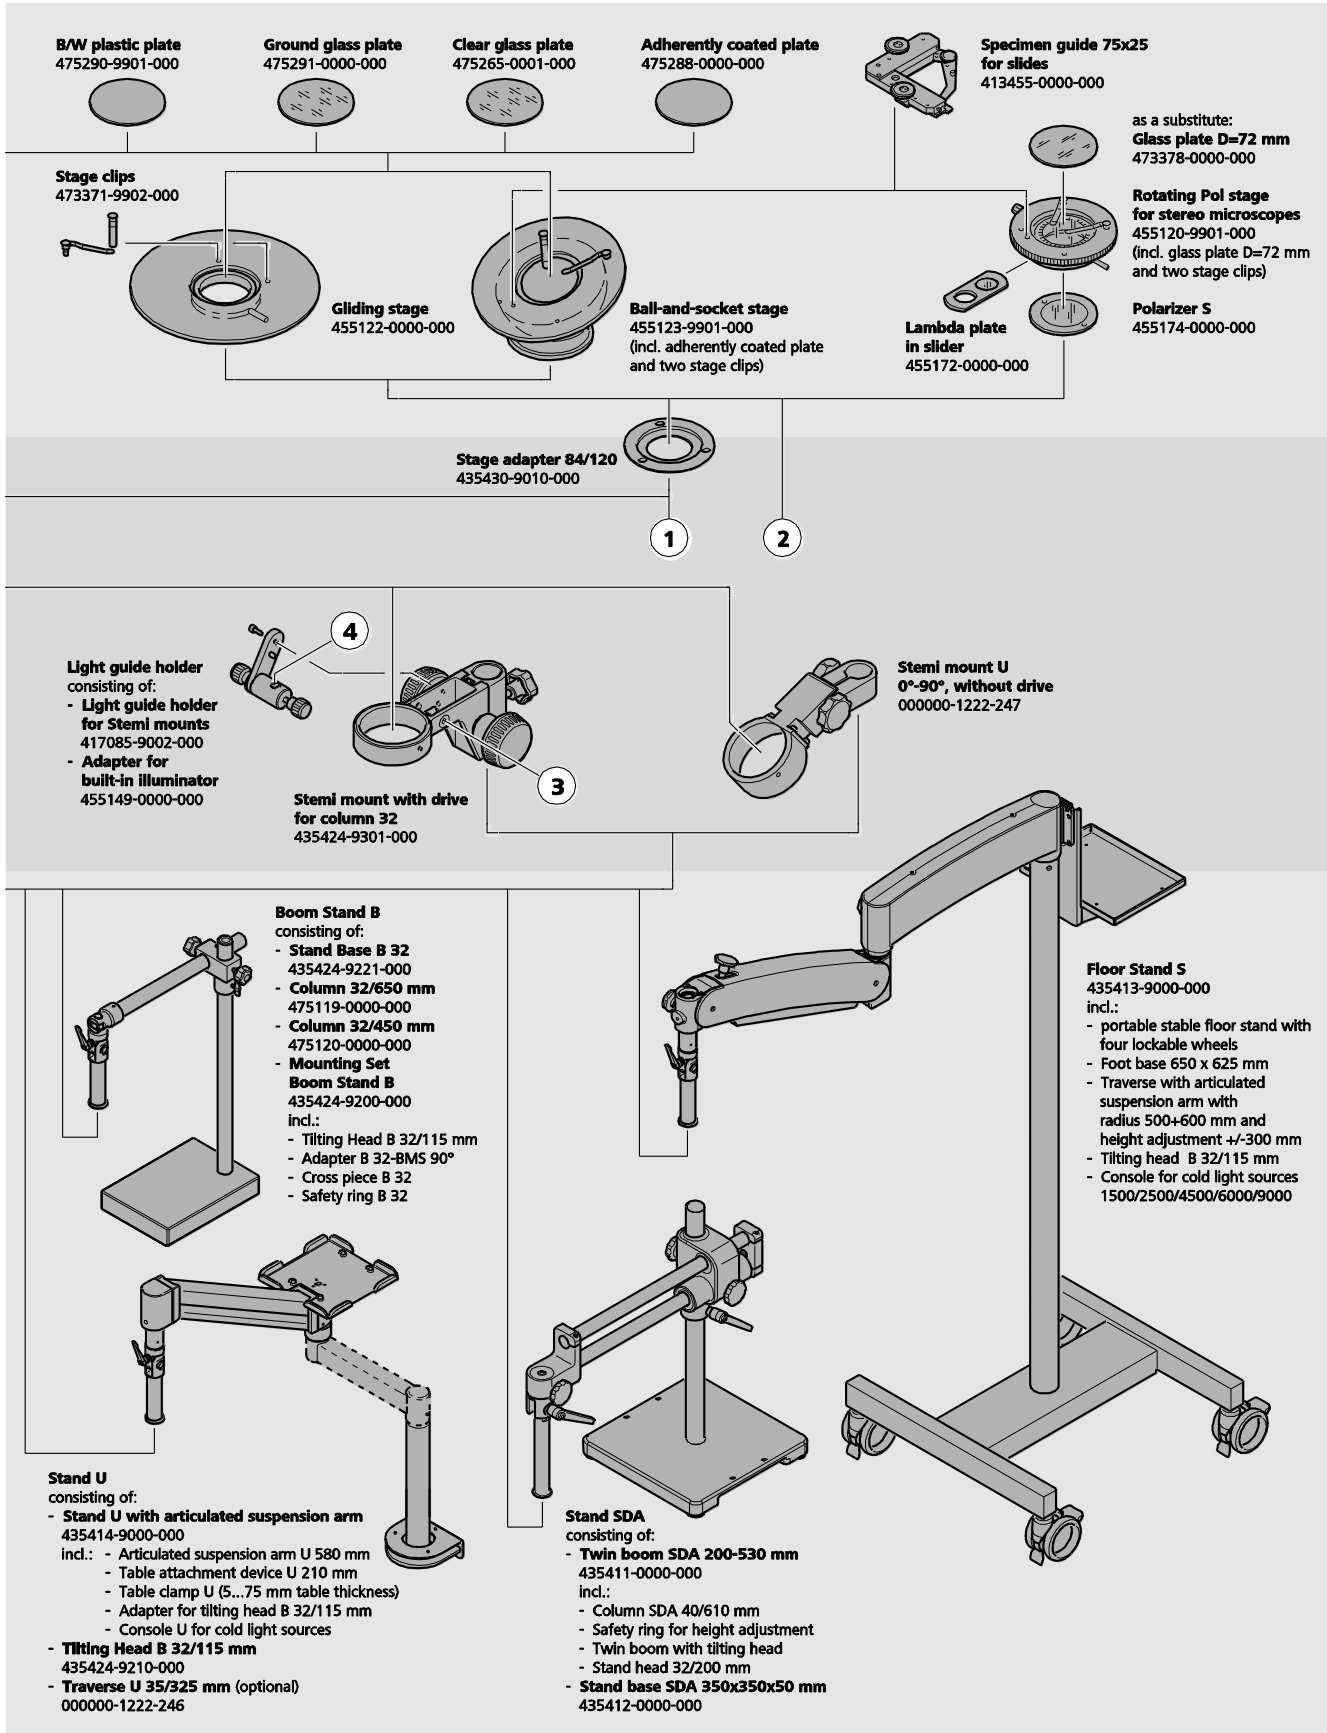 B/W plastic plate
475290-9901-000
Ground glass plate
475291-0000-000
Clear glass plate
475265-0001-000
Adherently coated plate
475288-0000-000
Specimen guide 75x25
for slides
413455-0000-000
as a substitute:
Glass plate D=72 mm
473378-0000-000
Stage clips
473371-9902-000
Rotating Pol stage
for stereo microscopes
455120-9901-000
(incl. glass plate D=72 mm
and two stage clips)
Gliding stage
455122-0000-000
Ball-and-socket stage
455123-9901-000
(incl. adherently coated plate
and two stage clips)
Lambda plate
in slider
455172-0000-000
Polarizer S
455174-0000-000
Stage adapter 84/120
435430-9010-000
1
2
4
Light guide holder
consisting of:
- Light guide holder
for Stemi mounts
417085-9002-000
- Adapter for
built-in illuminator
455149-0000-000
3
Stemi mount with drive
for column 32
435424-9301-000
Stemi mount U
0°-90°, without drive
000000-1222-247
Boom Stand B
consisting of:
- Stand Base B 32
435424-9221-000
- Column 32/650 mm
475119-0000-000
- Column 32/450 mm
475120-0000-000
- Mounting Set
Boom Stand B
435424-9200-000
incl.:
- Tilting Head B 32/115 mm
- Adapter B 32-BMS 90°
- Cross piece B 32
- Safety ring B 32
Floor Stand S
435413-9000-000
incl.:
- portable stable floor stand with
four lockable wheels
- Foot base 650 x 625 mm
- Traverse with articulated
suspension arm with
radius 500+600 mm and
height adjustment +/-300 mm
- Tilting head B 32/115 mm
- Console for cold light sources
1500/2500/4500/6000/9000
Stand U
consisting of:
- Stand U with articulated suspension arm
435414-9000-000
incl.: - Articulated suspension arm U 580 mm
- Table attachment device U 210 mm
- Table clamp U (5...75 mm table thickness)
- Adapter for tilting head B 32/115 mm
- Console U for cold light sources
- Tilting Head B 32/115 mm
435424-9210-000
- Traverse U 35/325 mm (optional)
000000-1222-246
Stand SDA
consisting of:
- Twin boom SDA 200-530 mm
435411-0000-000
incl.:
- Column SDA 40/610 mm
- Safety ring for height adjustment
- Twin boom with tilting head
- Stand head 32/200 mm
- Stand base SDA 350x350x50 mm
435412-0000-000